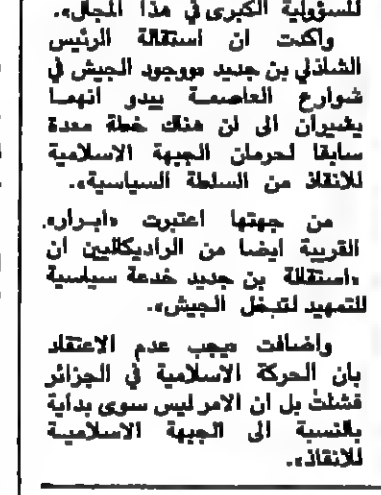 للسؤولية الكبرى في هذا المجال».
واكدت ان استقالة الرئيس
الشاذلي بن جديد «ووجود الجيش في
شوارع العاصمة يبدو انهما
يشيران الى ان هناك خطة معدة
سابقا لحرمان الجبهة الاسلامية
للانقاذ من السلطة السياسية».
من جهتها اعتبرت «ابرار»
القريبة ايضا من الراديكاليين ان
«استقالة بن جديد خدعة سياسية
للتمهيد لتدخل الجيش».
واضافت «يجب عدم الاعتقاد
بان الحركة الاسلامية في الجزائر
فشلت بل ان الامر ليس سوى بداية
بالنسبة الى الجبهة الاسلامية
للانقاذ».